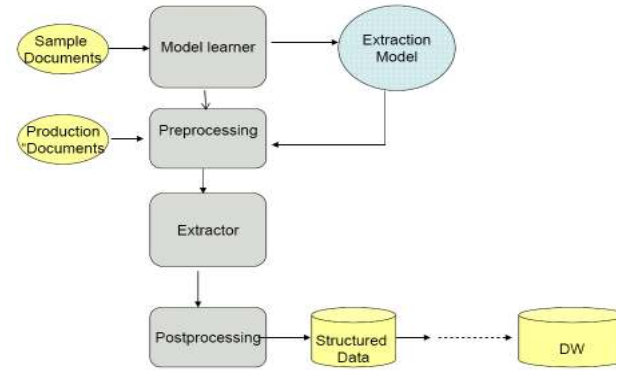 Sample
Documents
Model learner
Extraction
Model
Production
“Documents
Preprocessing
Extractor
Postprocessing
Structured
Data
DW